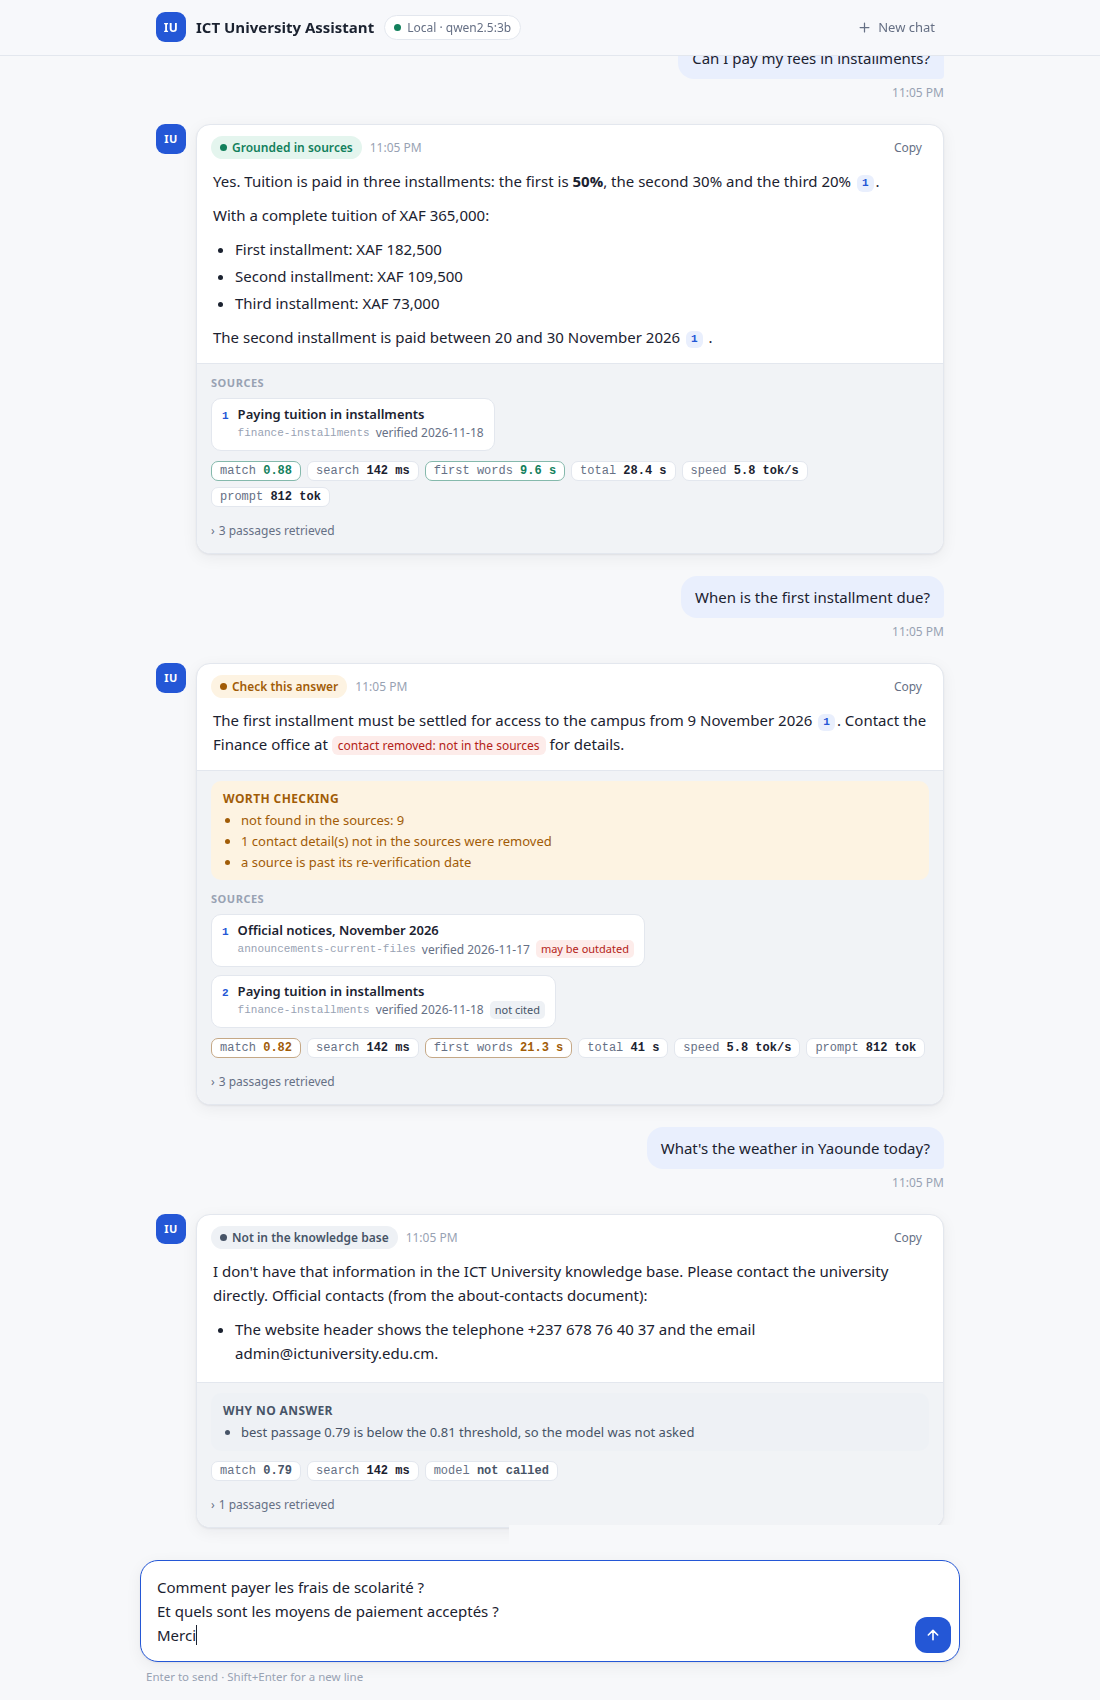 IU ICT University Assistant Local · qwen2.5:3b + New chat
Can I pay my fees in installments?
11:05 PM
IU Grounded in sources 11:05 PM Copy
Yes. Tuition is paid in three installments: the first is 50%, the second 30% and the third 20% 1 .
With a complete tuition of XAF 365,000:
• First installment: XAF 182,500
• Second installment: XAF 109,500
• Third installment: XAF 73,000
The second installment is paid between 20 and 30 November 2026 1 .
SOURCES
1 Paying tuition in installments
finance-installments verified 2026-11-18
match 0.88 search 142 ms first words 9.6 s total 28.4 s speed 5.8 tok/s
prompt 812 tok
› 3 passages retrieved
When is the first installment due?
11:05 PM
IU Check this answer 11:05 PM Copy
The first installment must be settled for access to the campus from 9 November 2026 1 . Contact the
Finance office at contact removed: not in the sources for details.
WORTH CHECKING
• not found in the sources: 9
• 1 contact detail(s) not in the sources were removed
• a source is past its re-verification date
SOURCES
1 Official notices, November 2026
announcements-current-files verified 2026-11-17 may be outdated
2 Paying tuition in installments
finance-installments verified 2026-11-18 not cited
match 0.82 search 142 ms first words 21.3 s total 41 s speed 5.8 tok/s prompt 812 tok
› 3 passages retrieved
What's the weather in Yaounde today?
11:05 PM
IU Not in the knowledge base 11:05 PM Copy
I don't have that information in the ICT University knowledge base. Please contact the university
directly. Official contacts (from the about-contacts document):
• The website header shows the telephone +237 678 76 40 37 and the email
admin@ictuniversity.edu.cm.
WHY NO ANSWER
• best passage 0.79 is below the 0.81 threshold, so the model was not asked
match 0.79 search 142 ms model not called
› 1 passages retrieved
Comment payer les frais de scolarité ?
Et quels sont les moyens de paiement acceptés ?
Merci
Enter to send · Shift+Enter for a new line